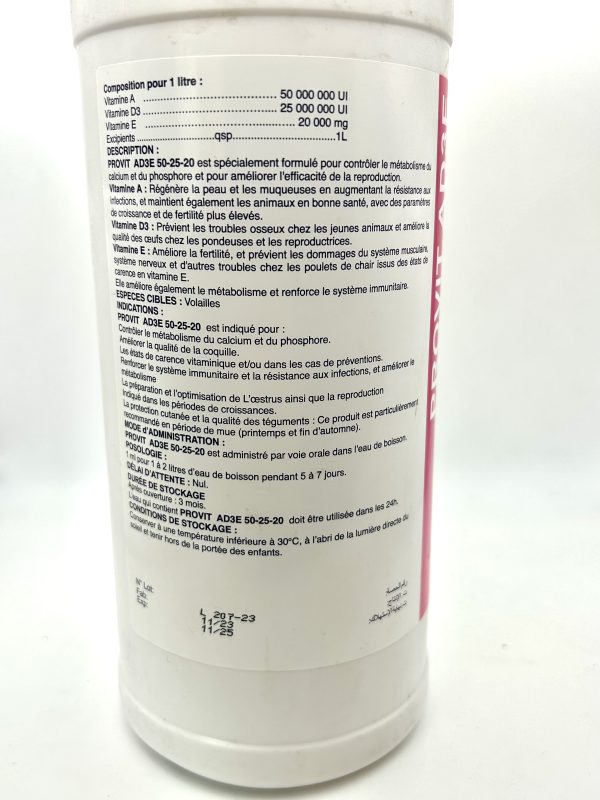 Composition pour 1 litre :
Vitamine A ........................................ 50 000 000 UI
Vitamine D3 ........................................ 25 000 000 UI
Vitamine E ........................................ 20 000 mg
Excipients ........................qsp................................1L
DESCRIPTION :
PROVIT AD3E 50-25-20 est spécialement formulé pour contrôler le métabolisme du
calcium et du phosphore et pour améliorer l'efficacité de la reproduction.
Vitamine A : Régénère la peau et les muqueuses en augmentant la résistance aux
infections, et maintient également les animaux en bonne santé, avec des paramètres
de croissance et de fertilité plus élevés.
Vitamine D3 : Prévient les troubles osseux chez les jeunes animaux et améliore la
qualité des œufs chez les pondeuses et les reproductrices.
Vitamine E : Améliore la fertilité, et prévient les dommages du système musculaire,
système nerveux et d'autres troubles chez les poulets de chair issus des états de
carence en vitamine E.
Elle améliore également le métabolisme et renforce le système immunitaire.
ESPECES CIBLES : Volailles
INDICATIONS :
PROVIT AD3E 50-25-20 est indiqué pour :
Contrôler le métabolisme du calcium et du phosphore.
Améliorer la qualité de la coquille.
Les états de carence vitaminique et/ou dans les cas de préventions.
Renforcer le système immunitaire et la résistance aux infections, et améliorer le
métabolisme
La préparation et l'optimisation de L'œstrus ainsi que la reproduction
Indiqué dans les périodes de croissances.
La protection cutanée et la qualité des téguments : Ce produit est particulièrement
recommandé en période de mue (printemps et fin d'automne).
MODE d'ADMINISTRATION :
PROVIT AD3E 50-25-20 est administré par voie orale dans l'eau de boisson.
POSOLOGIE :
1 ml pour 1 à 2 litres d'eau de boisson pendant 5 à 7 jours.
DÉLAI D'ATTENTE : Nul.
DURÉE DE STOCKAGE
Après ouverture : 3 mois.
L'eau qui contient PROVIT AD3E 50-25-20 doit être utilisée dans les 24h.
CONDITIONS DE STOCKAGE :
Conserver à une température inférieure à 30°C, à l'abri de la lumière directe du
soleil et tenir hors de la portée des enfants.
N° Lot:
Fab:
Exp:
L 207-23
11/23
11/25
رقم الحصة:
ت. الإنتاج:
PROVIT AD3E